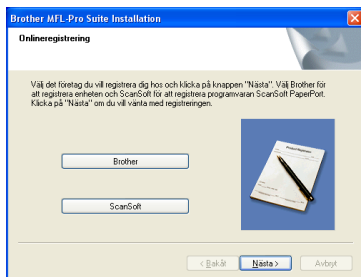 Brother MFL-Pro Suite Installation
Onlineregistrering
Välj det företag du vill registrera dig hos och klicka på knappen "Nästa". Välj Brother för
att registrera enheten och ScanSoft för att registrera programvaran ScanSoft PaperPort.
Klicka på "Nästa" om du vill vänta med registreringen.
Brother
Product Registration
ScanSoft
< Bakåt
Nästa >
Avbryt